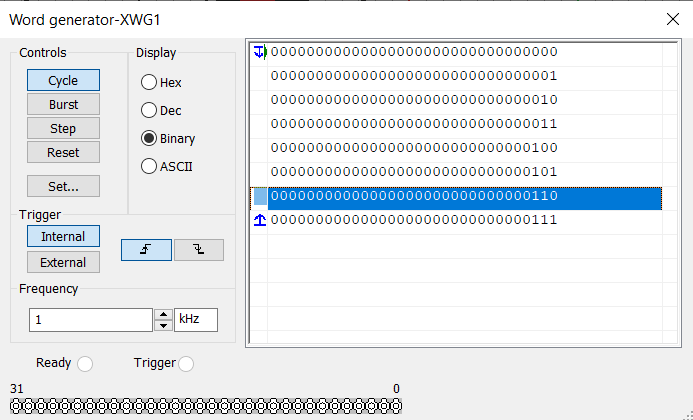 Word generator-XWG1
Controls
Cycle
Burst
Step
Reset
Set...
Display
Hex
Dec
Binary
ASCII
Trigger
Internal
External
Frequency
1 kHz
Ready Trigger
31 0
00000000000000000000000000000000
00000000000000000000000000000001
00000000000000000000000000000010
00000000000000000000000000000011
00000000000000000000000000000100
00000000000000000000000000000101
00000000000000000000000000000110
00000000000000000000000000000111